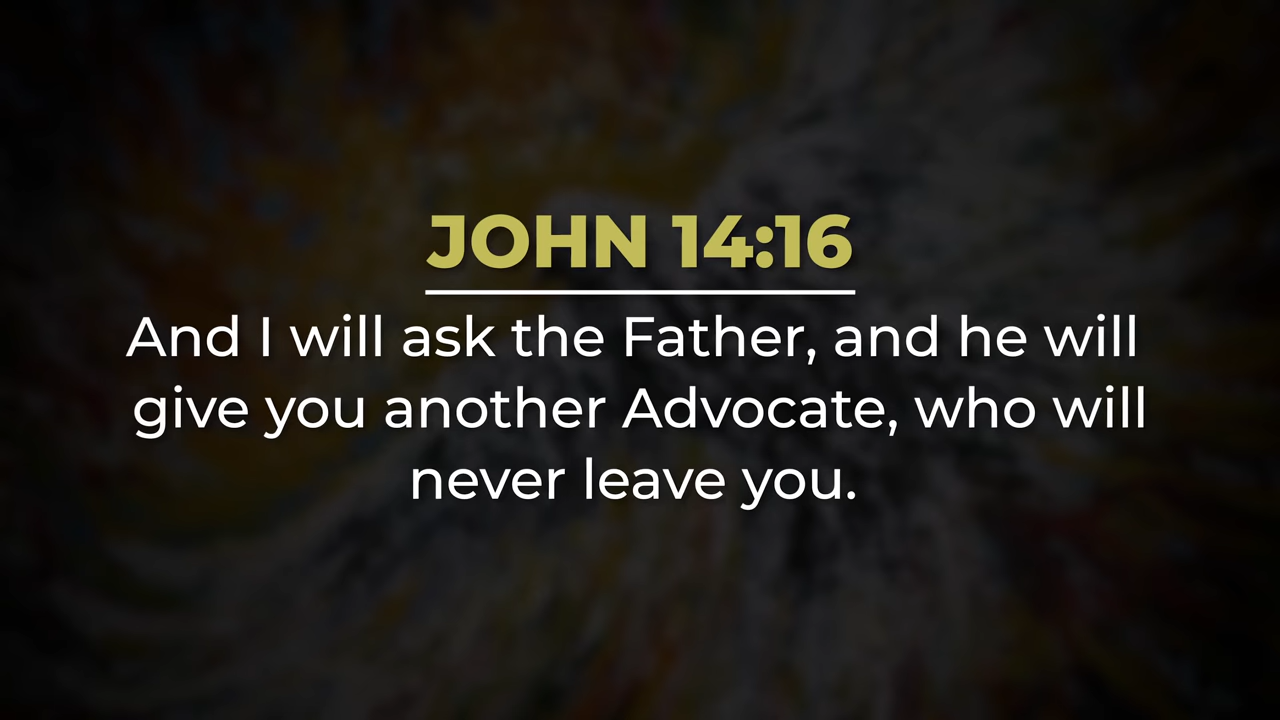 JOHN 14:16
And I will ask the Father, and he will
give you another Advocate, who will
never leave you.